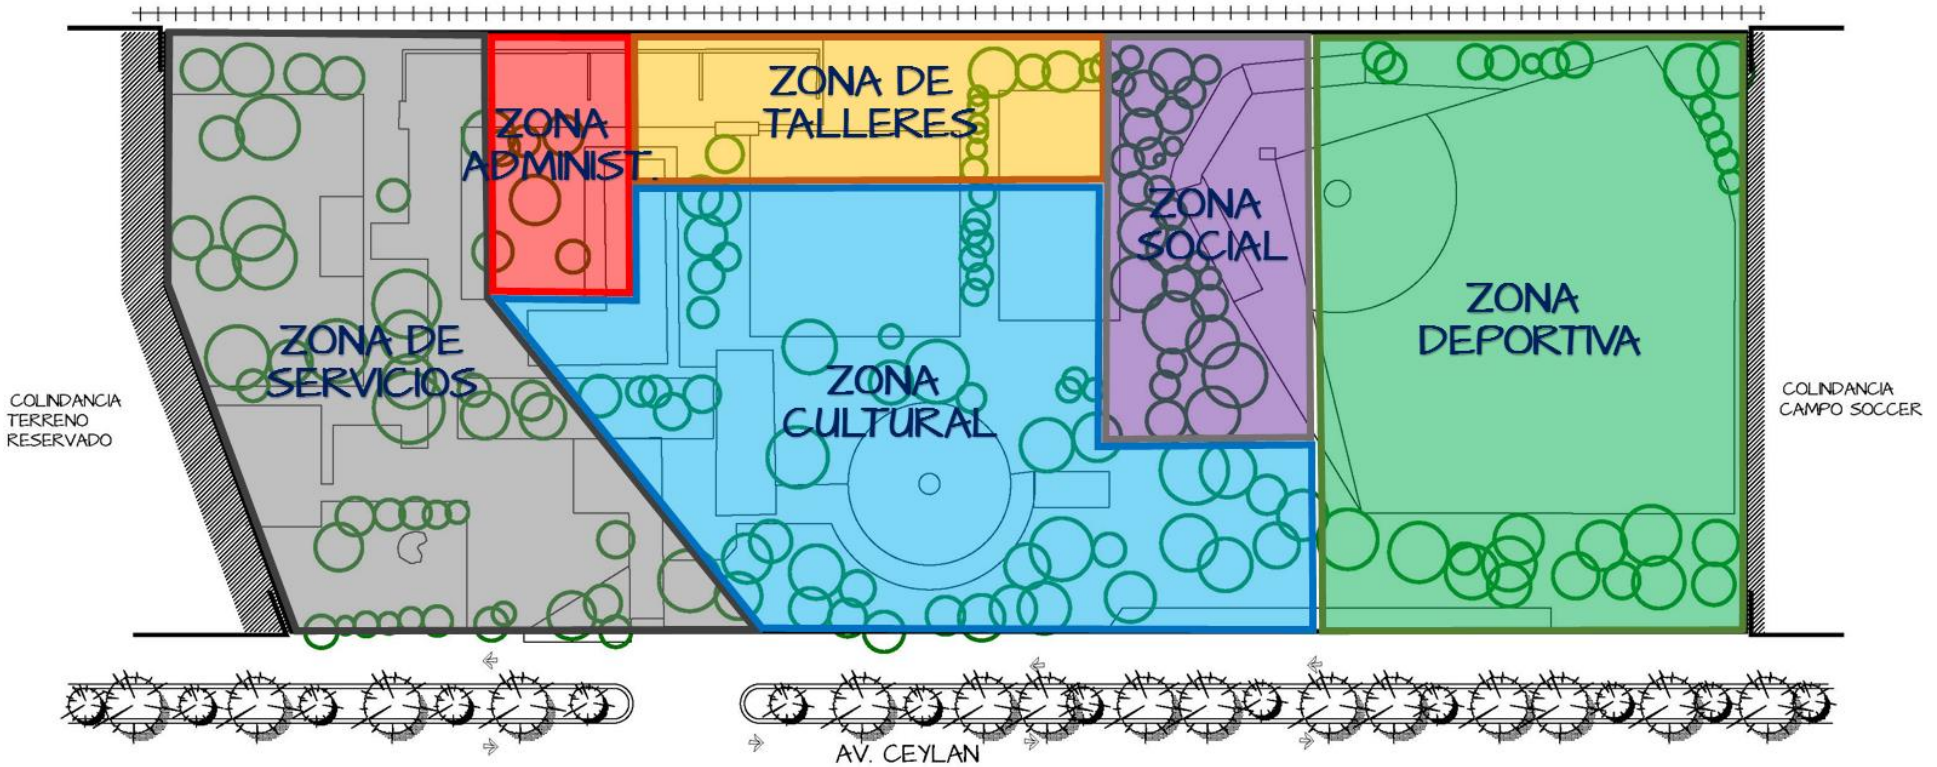 ZONA
ADMINIST.
ZONA DE
TALLERES
ZONA
SOCIAL
ZONA
DEPORTIVA
ZONA DE
SERVICIOS
ZONA
CULTURAL
COLINDANCIA
TERRENO
RESERVADO
COLINDANCIA
CAMPO SOCCER
AV. CEYLAN